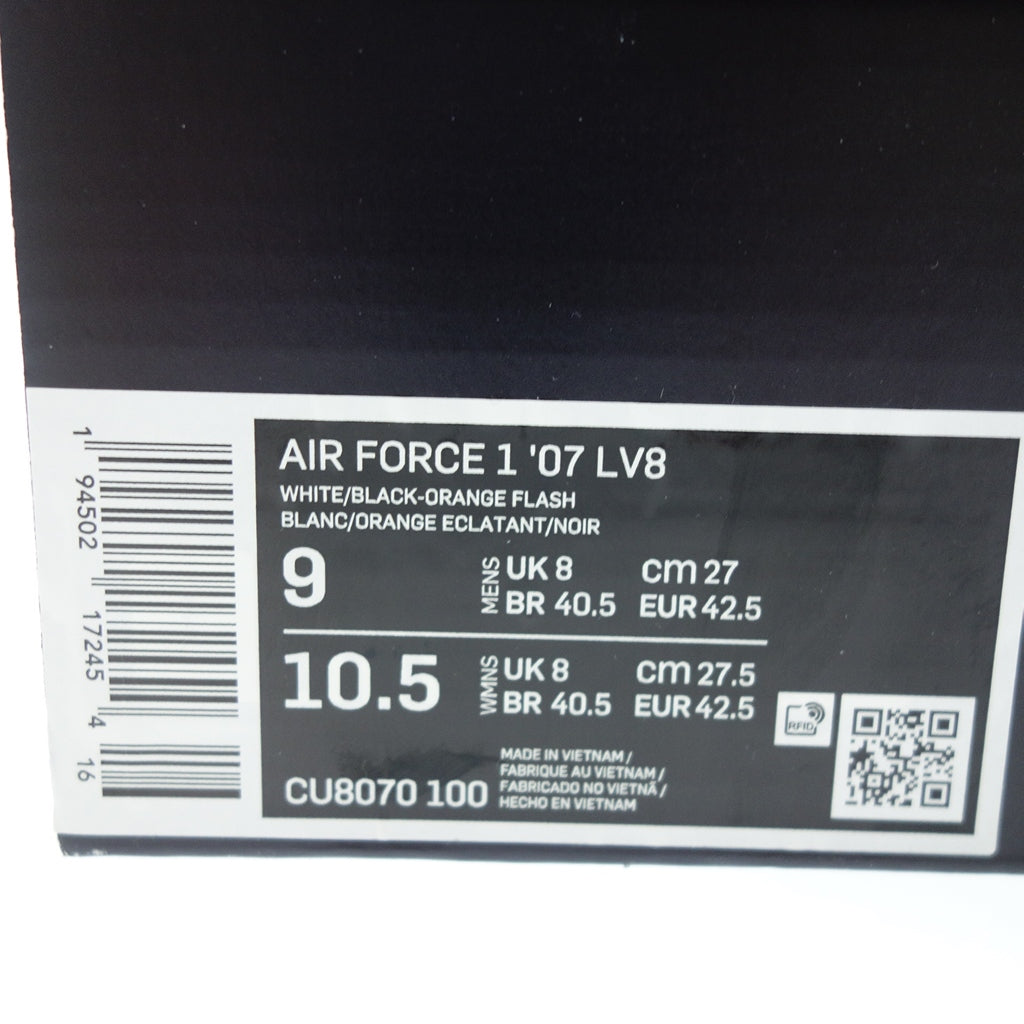 AIR FORCE 1 '07 LV8
WHITE/BLACK-ORANGE FLASH
BLANC/ORANGE ECLATANT/NOIR
9 MENS UK 8 cm 27
BR 40.5 EUR 42.5
10.5 WMNS UK 8 cm 27.5
BR 40.5 EUR 42.5
CU8070 100
MADE IN VIETNAM /
FABRIQUE AU VIETNAM /
FABRICADO NO VIETNÃ /
HECHO EN VIETNAM
RFID
1 94502 17245 4 16